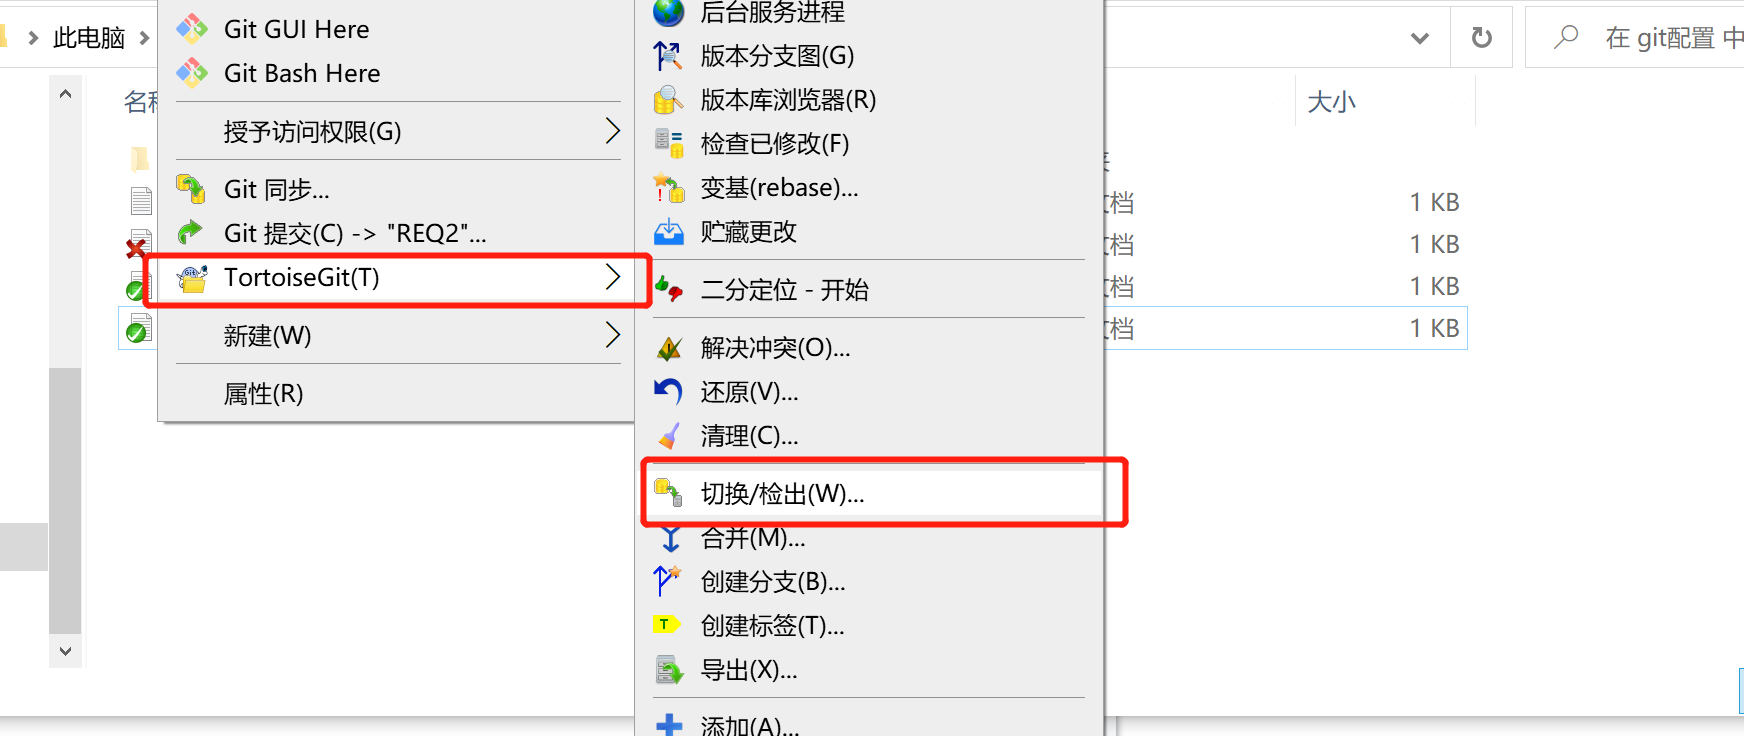 此电脑
在 git配置 中
名称
大小
Git GUI Here
Git Bash Here
授予访问权限(G)
Git 同步...
Git 提交(C) -> "REQ2"...
TortoiseGit(T)
新建(W)
属性(R)
后台服务进程
版本分支图(G)
版本库浏览器(R)
检查已修改(F)
变基(rebase)...
贮藏更改
二分定位 - 开始
解决冲突(O)...
还原(V)...
清理(C)...
切换/检出(W)...
合并(M)...
创建分支(B)...
创建标签(T)...
导出(X)...
添加(A)...
档 1 KB
档 1 KB
档 1 KB
档 1 KB